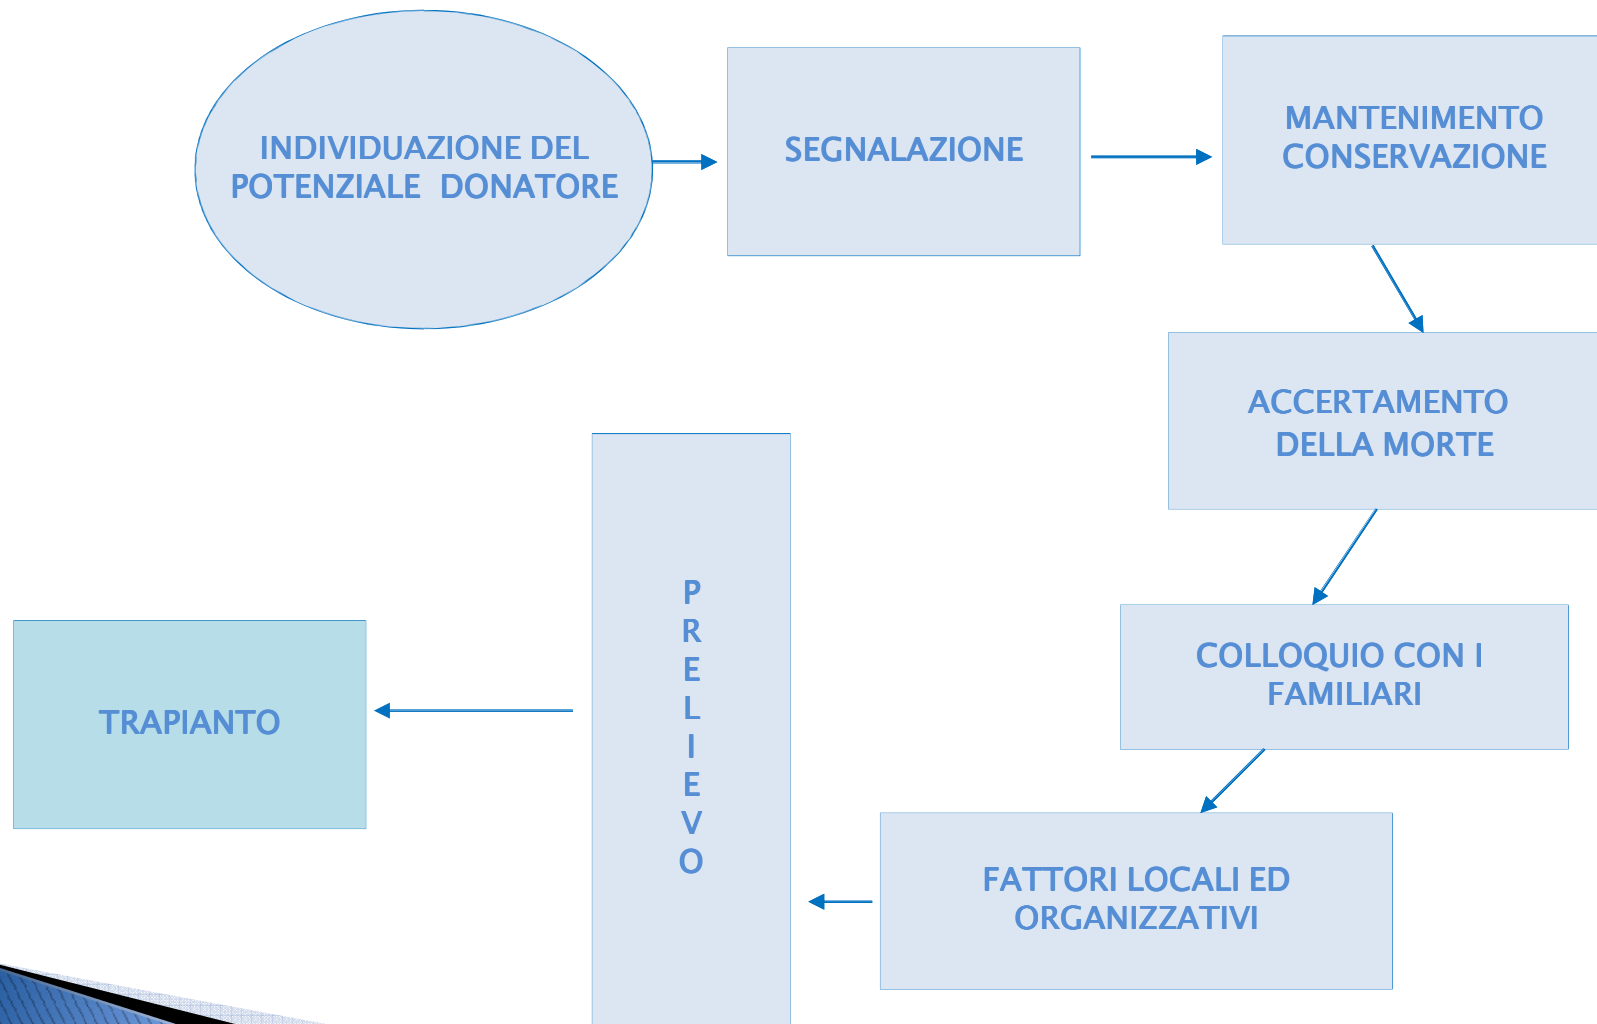 INDIVIDUAZIONE DEL
POTENZIALE DONATORE
SEGNALAZIONE
MANTENIMENTO
CONSERVAZIONE
ACCERTAMENTO
DELLA MORTE
COLLOQUIO CON I
FAMILIARI
FATTORI LOCALI ED
ORGANIZZATIVI
P
R
E
L
I
E
V
O
TRAPIANTO